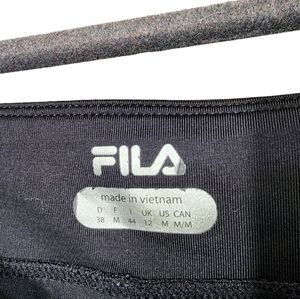 FILA
made in vietnam
D F I UK US CAN
38 M 44 12 M M/M